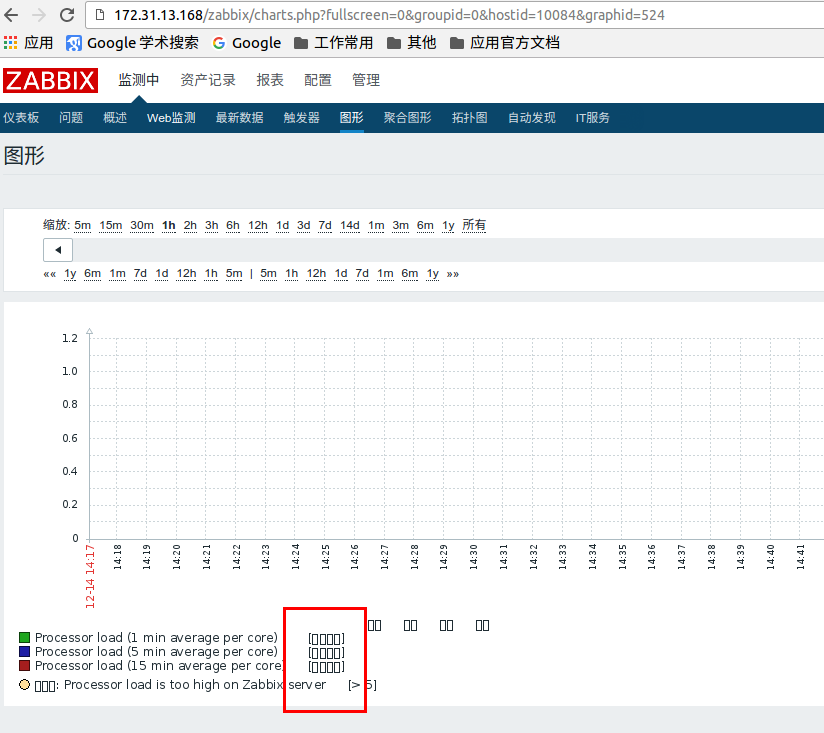 172.31.13.168/zabbix/charts.php?fullscreen=0&groupid=0&hostid=10084&graphid=524
应用 Google 学术搜索 Google 工作常用 其他 应用官方文档
ZABBIX 监测中 资产记录 报表 配置 管理
仪表板 问题 概述 Web监测 最新数据 触发器 图形 聚合图形 拓扑图 自动发现 IT服务
图形
缩放: 5m 15m 30m 1h 2h 3h 6h 12h 1d 3d 7d 14d 1m 3m 6m 1y 所有
◀
«« 1y 6m 1m 7d 1d 12h 1h 5m | 5m 1h 12h 1d 7d 1m 6m 1y »»
1.2
1.0
0.8
0.6
0.4
0.2
0
12-14 14:17 14:18 14:19 14:20 14:21 14:22 14:23 14:24 14:25 14:26 14:27 14:28 14:29 14:30 14:31 14:32 14:33 14:34 14:35 14:36 14:37 14:38 14:39 14:40 14:41
▯▯ ▯▯ ▯▯ ▯▯
Processor load (1 min average per core) [▯▯▯▯]
Processor load (5 min average per core) [▯▯▯▯]
Processor load (15 min average per core) [▯▯▯▯]
▯▯▯: Processor load is too high on Zabbix server [> 5]